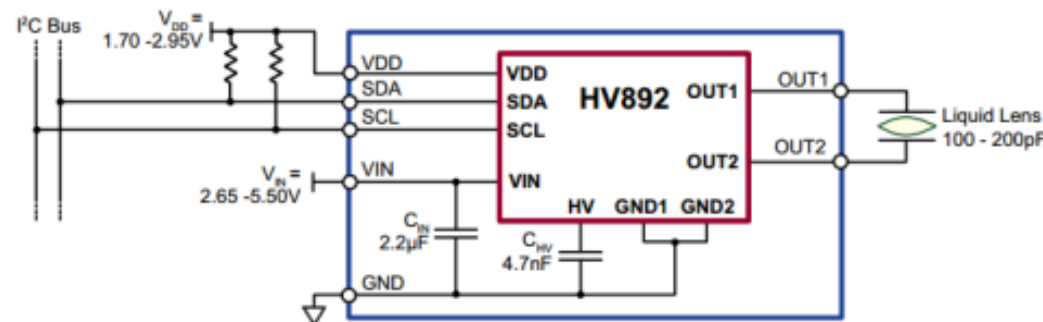 I²C Bus
V_DD =
1.70 -2.95V
VDD
SDA
SCL
V_IN =
2.65 -5.50V
VIN
C_IN
2.2µF
GND
VDD
SDA
SCL
VIN
HV892
OUT1
OUT2
HV
GND1
GND2
C_HV
4.7nF
OUT1
OUT2
Liquid Lens
100 - 200pF